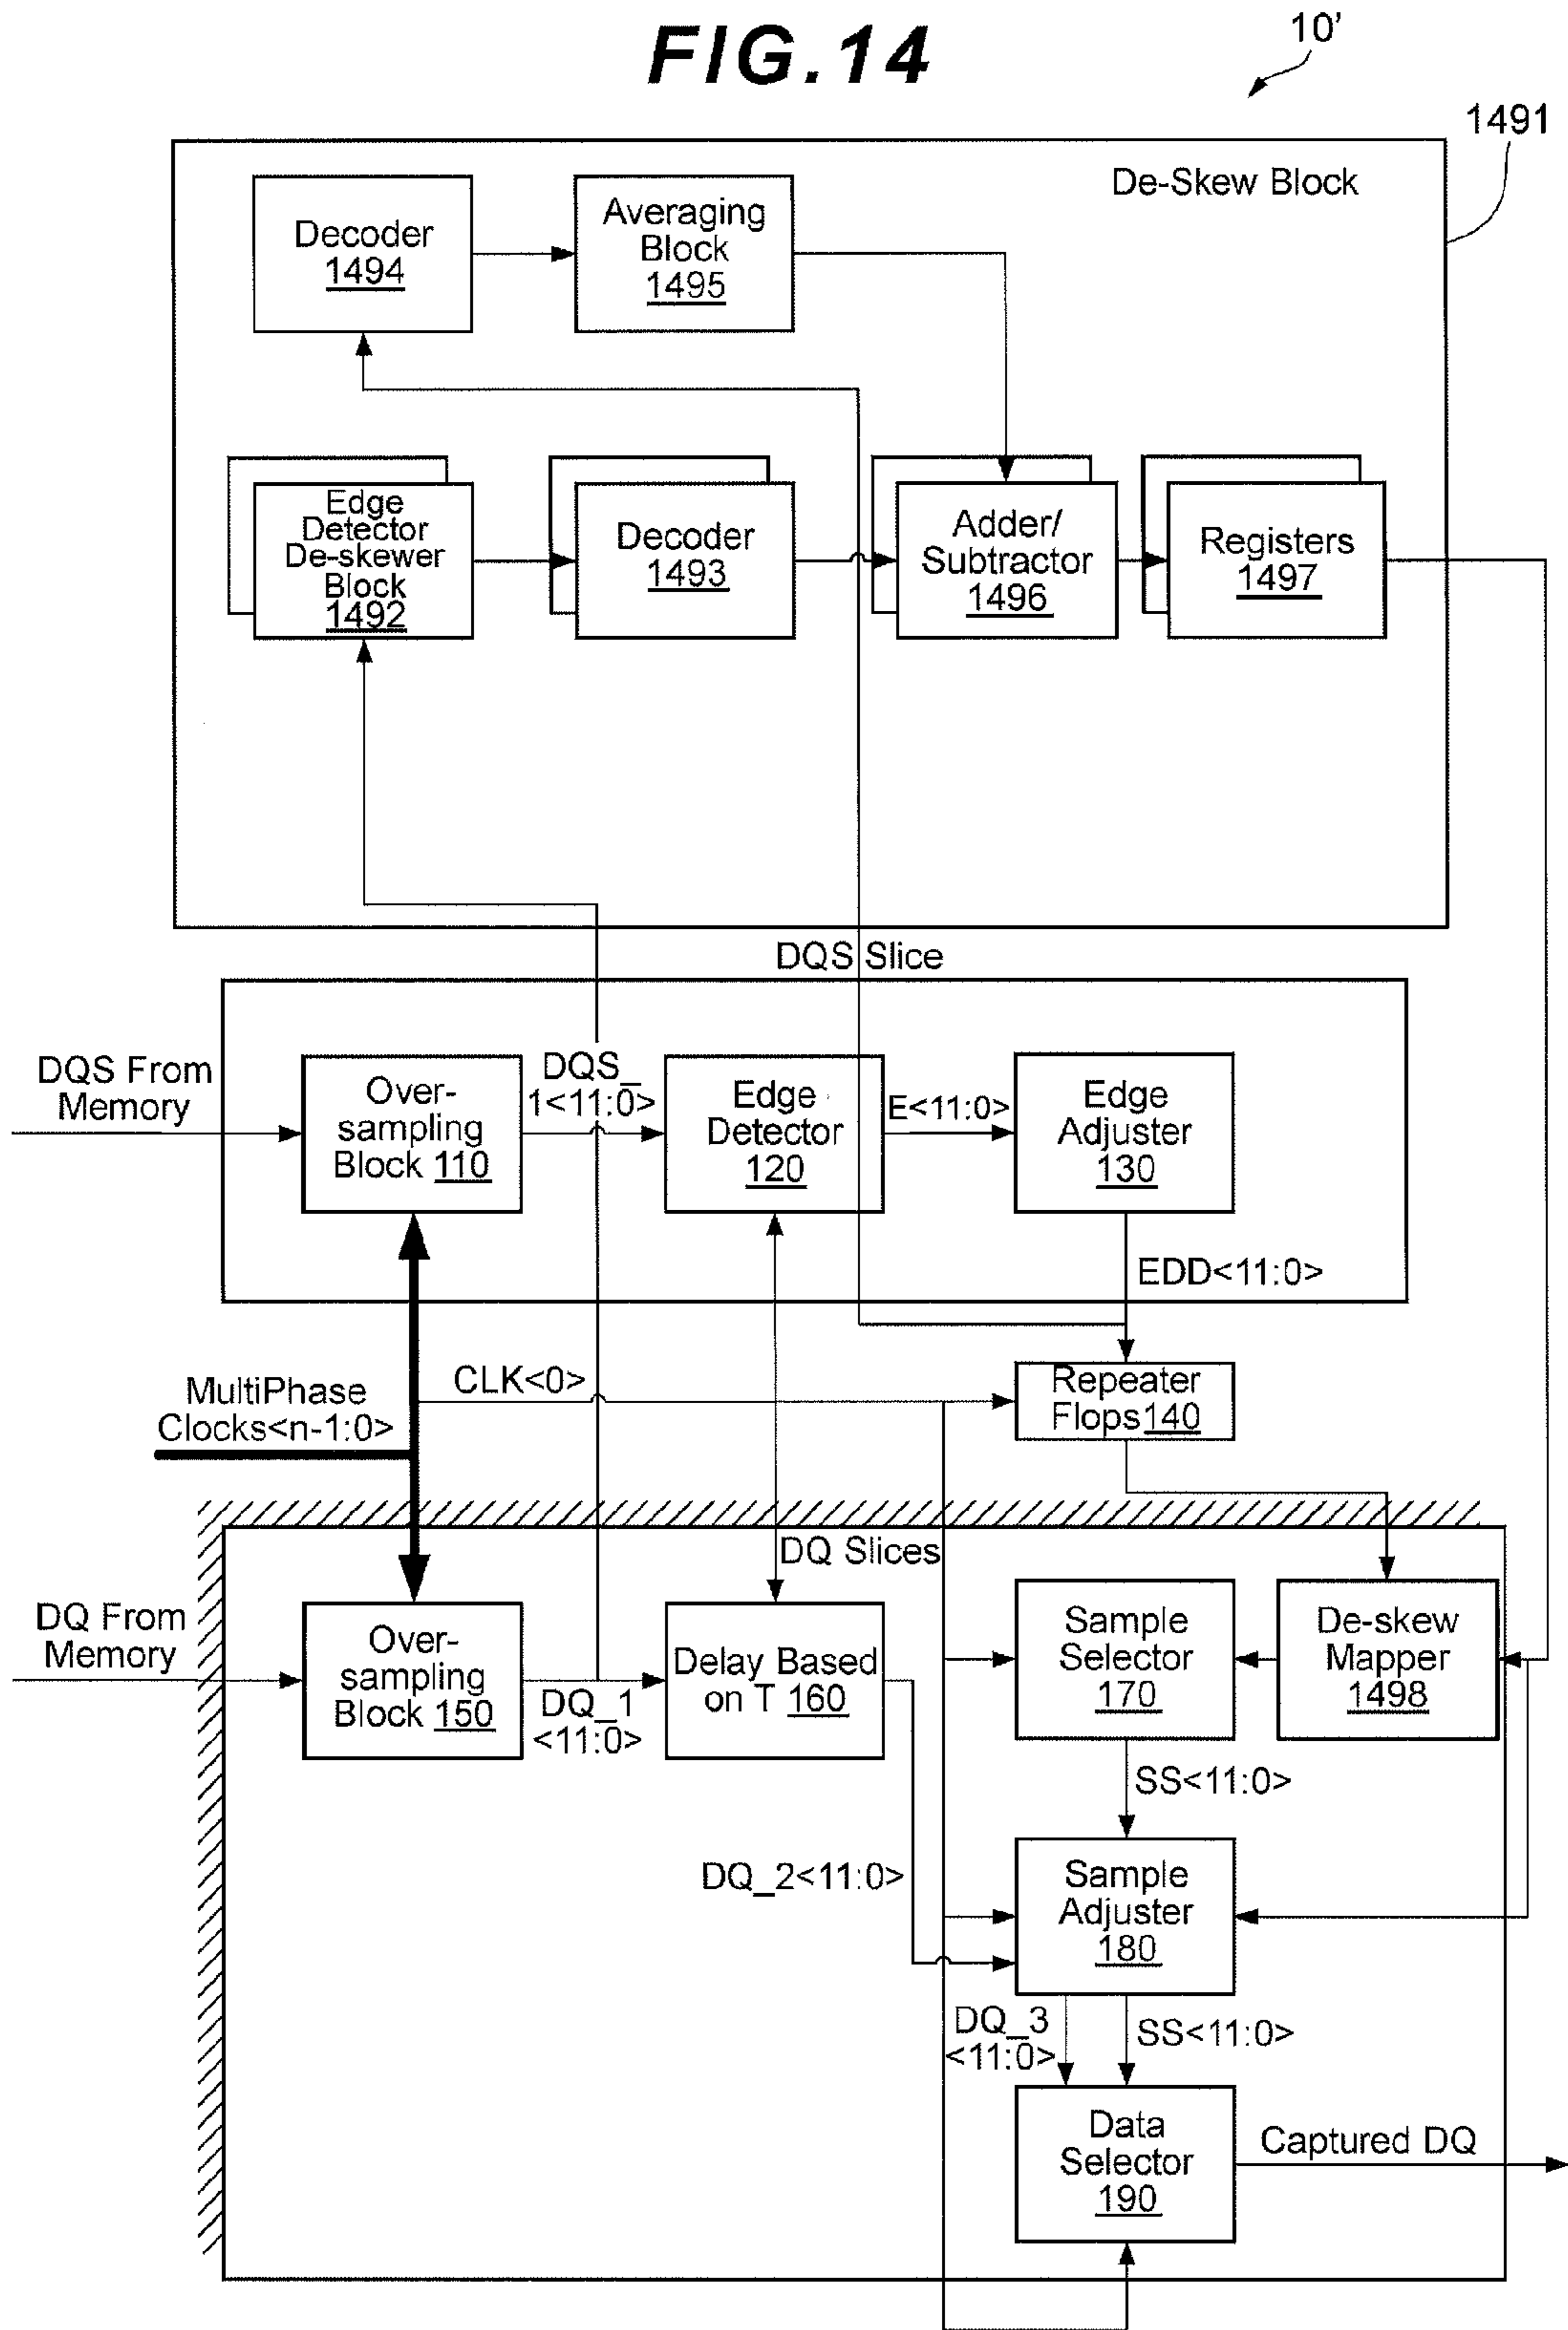 FIG.14
10'
1491
De-Skew Block
Decoder
1494
Averaging
Block
1495
Edge
Detector
De-skewer
Block
1492
Decoder
1493
Adder/
Subtractor
1496
Registers
1497
DQS Slice
DQS From
Memory
Over-
sampling
Block 110
DQS_
1<11:0>
Edge
Detector
120
E<11:0>
Edge
Adjuster
130
EDD<11:0>
MultiPhase
Clocks<n-1:0>
CLK<0>
Repeater
Flops140
DQ Slices
DQ From
Memory
Over-
sampling
Block 150
DQ_1
<11:0>
Delay Based
on T 160
Sample
Selector
170
De-skew
Mapper
1498
SS<11:0>
DQ_2<11:0>
Sample
Adjuster
180
DQ_3
<11:0>
SS<11:0>
Data
Selector
190
Captured DQ